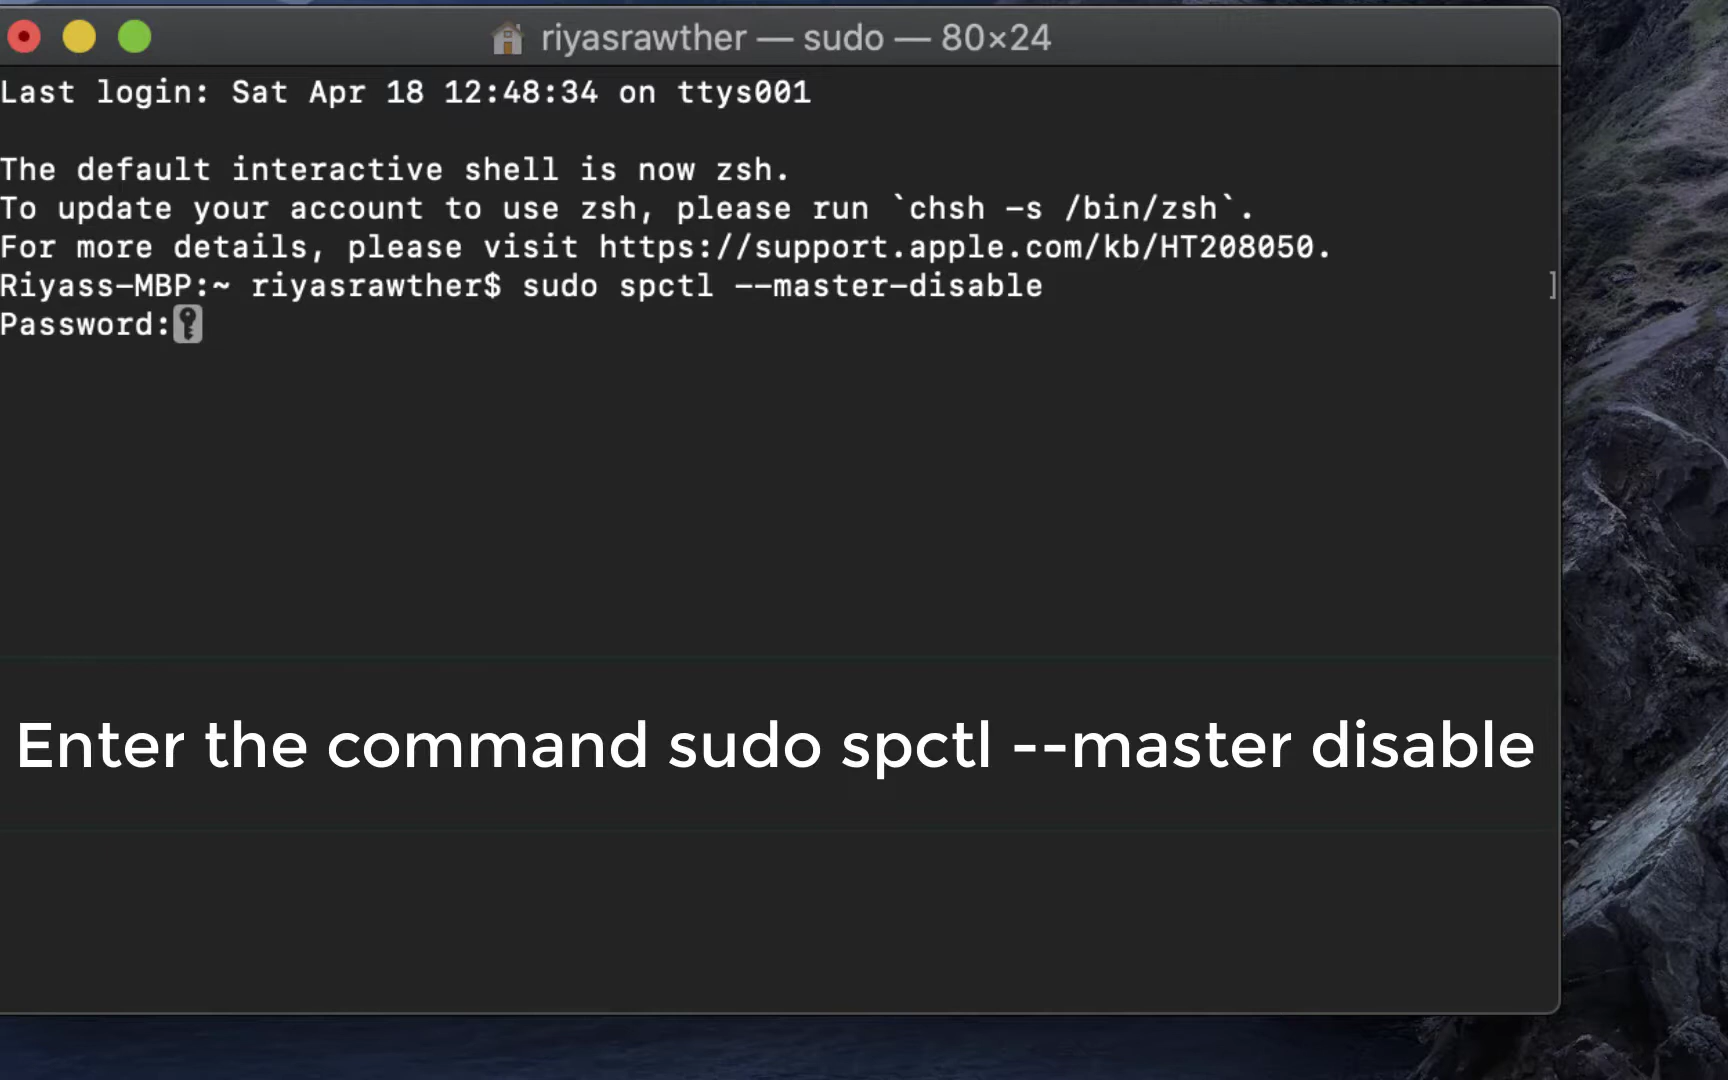 riyasrawther — sudo — 80×24
Last login: Sat Apr 18 12:48:34 on ttys001
The default interactive shell is now zsh.
To update your account to use zsh, please run `chsh -s /bin/zsh`.
For more details, please visit https://support.apple.com/kb/HT208050.
Riyass-MBP:~ riyasrawther$ sudo spctl --master-disable ]
Password:
Enter the command sudo spctl --master disable